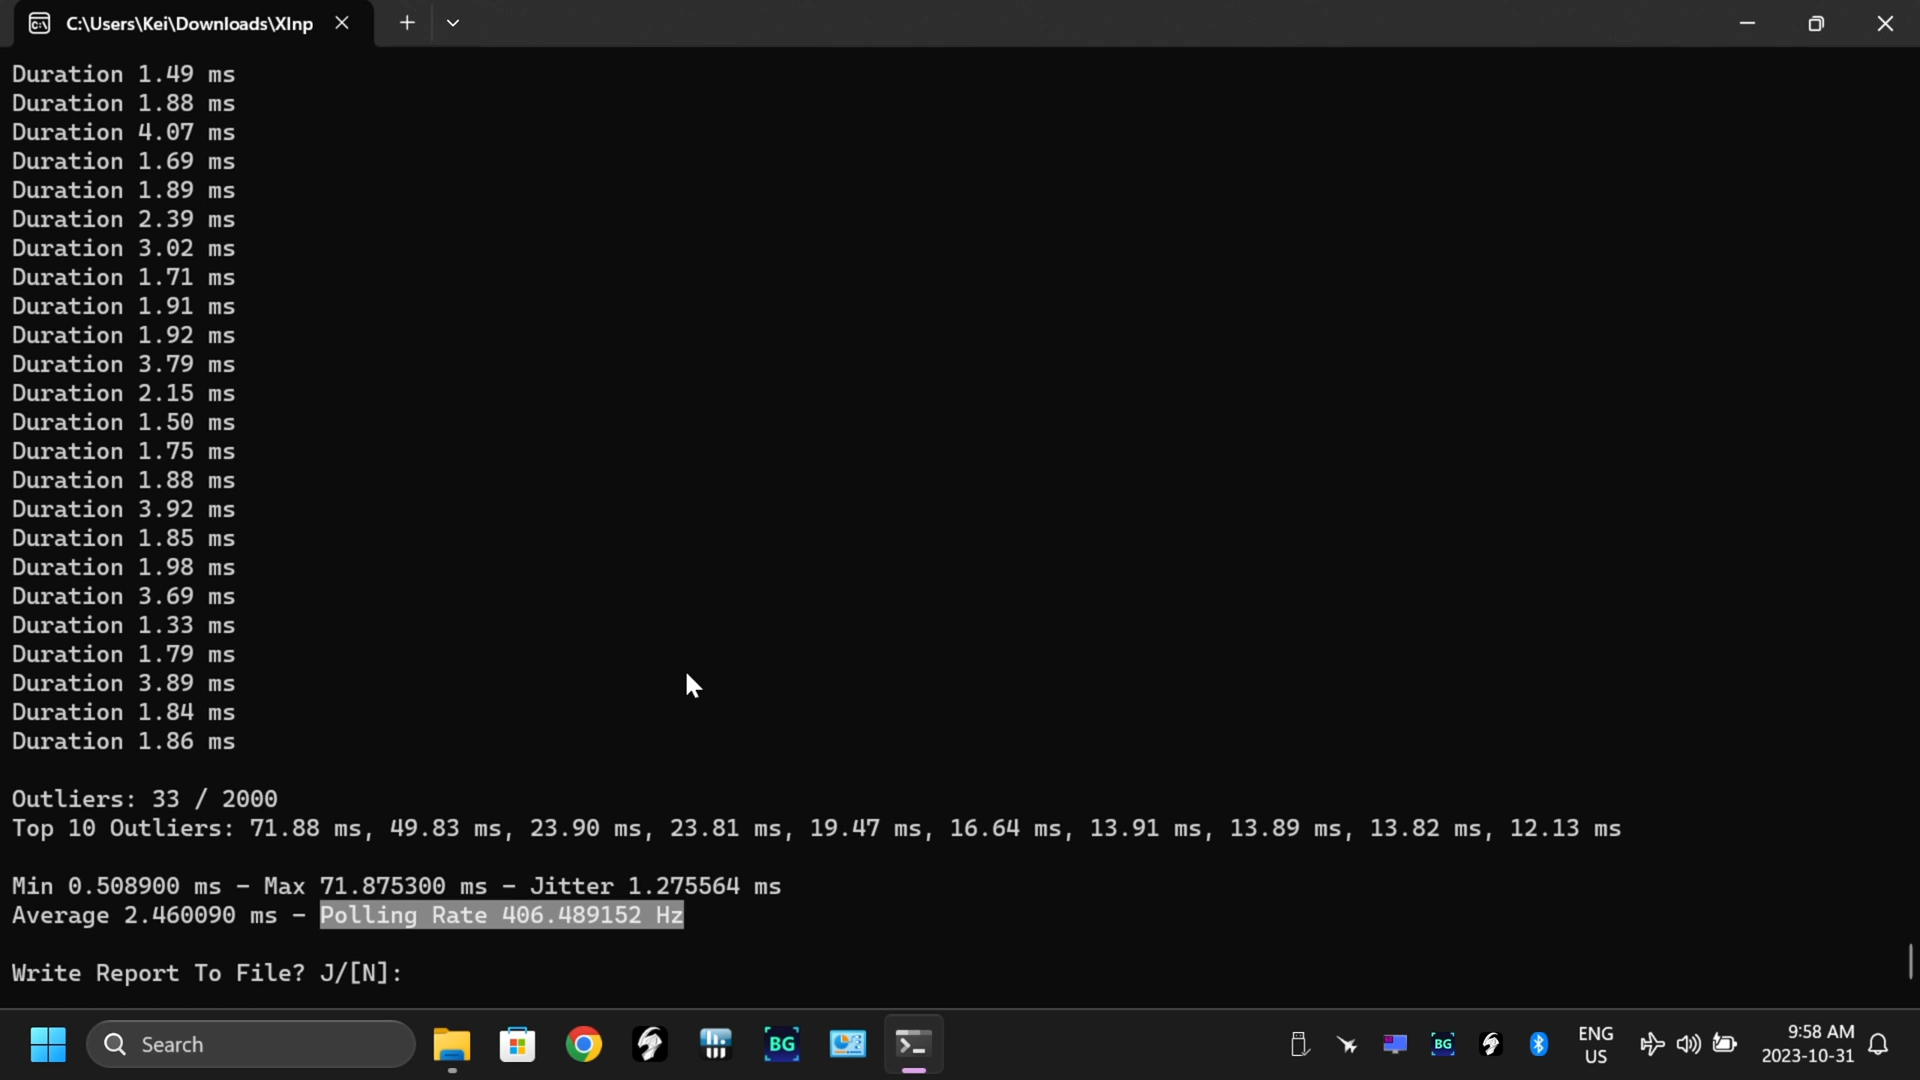 C:\Users\Kei\Downloads\XInp
Duration 1.49 ms
Duration 1.88 ms
Duration 4.07 ms
Duration 1.69 ms
Duration 1.89 ms
Duration 2.39 ms
Duration 3.02 ms
Duration 1.71 ms
Duration 1.91 ms
Duration 1.92 ms
Duration 3.79 ms
Duration 2.15 ms
Duration 1.50 ms
Duration 1.75 ms
Duration 1.88 ms
Duration 3.92 ms
Duration 1.85 ms
Duration 1.98 ms
Duration 3.69 ms
Duration 1.33 ms
Duration 1.79 ms
Duration 3.89 ms
Duration 1.84 ms
Duration 1.86 ms
Outliers: 33 / 2000
Top 10 Outliers: 71.88 ms, 49.83 ms, 23.90 ms, 23.81 ms, 19.47 ms, 16.64 ms, 13.91 ms, 13.89 ms, 13.82 ms, 12.13 ms
Min 0.508900 ms - Max 71.875300 ms - Jitter 1.275564 ms
Average 2.460090 ms - Polling Rate 406.489152 Hz
Write Report To File? J/[N]:
Search
BG
BG
ENG
US
9:58 AM
2023-10-31